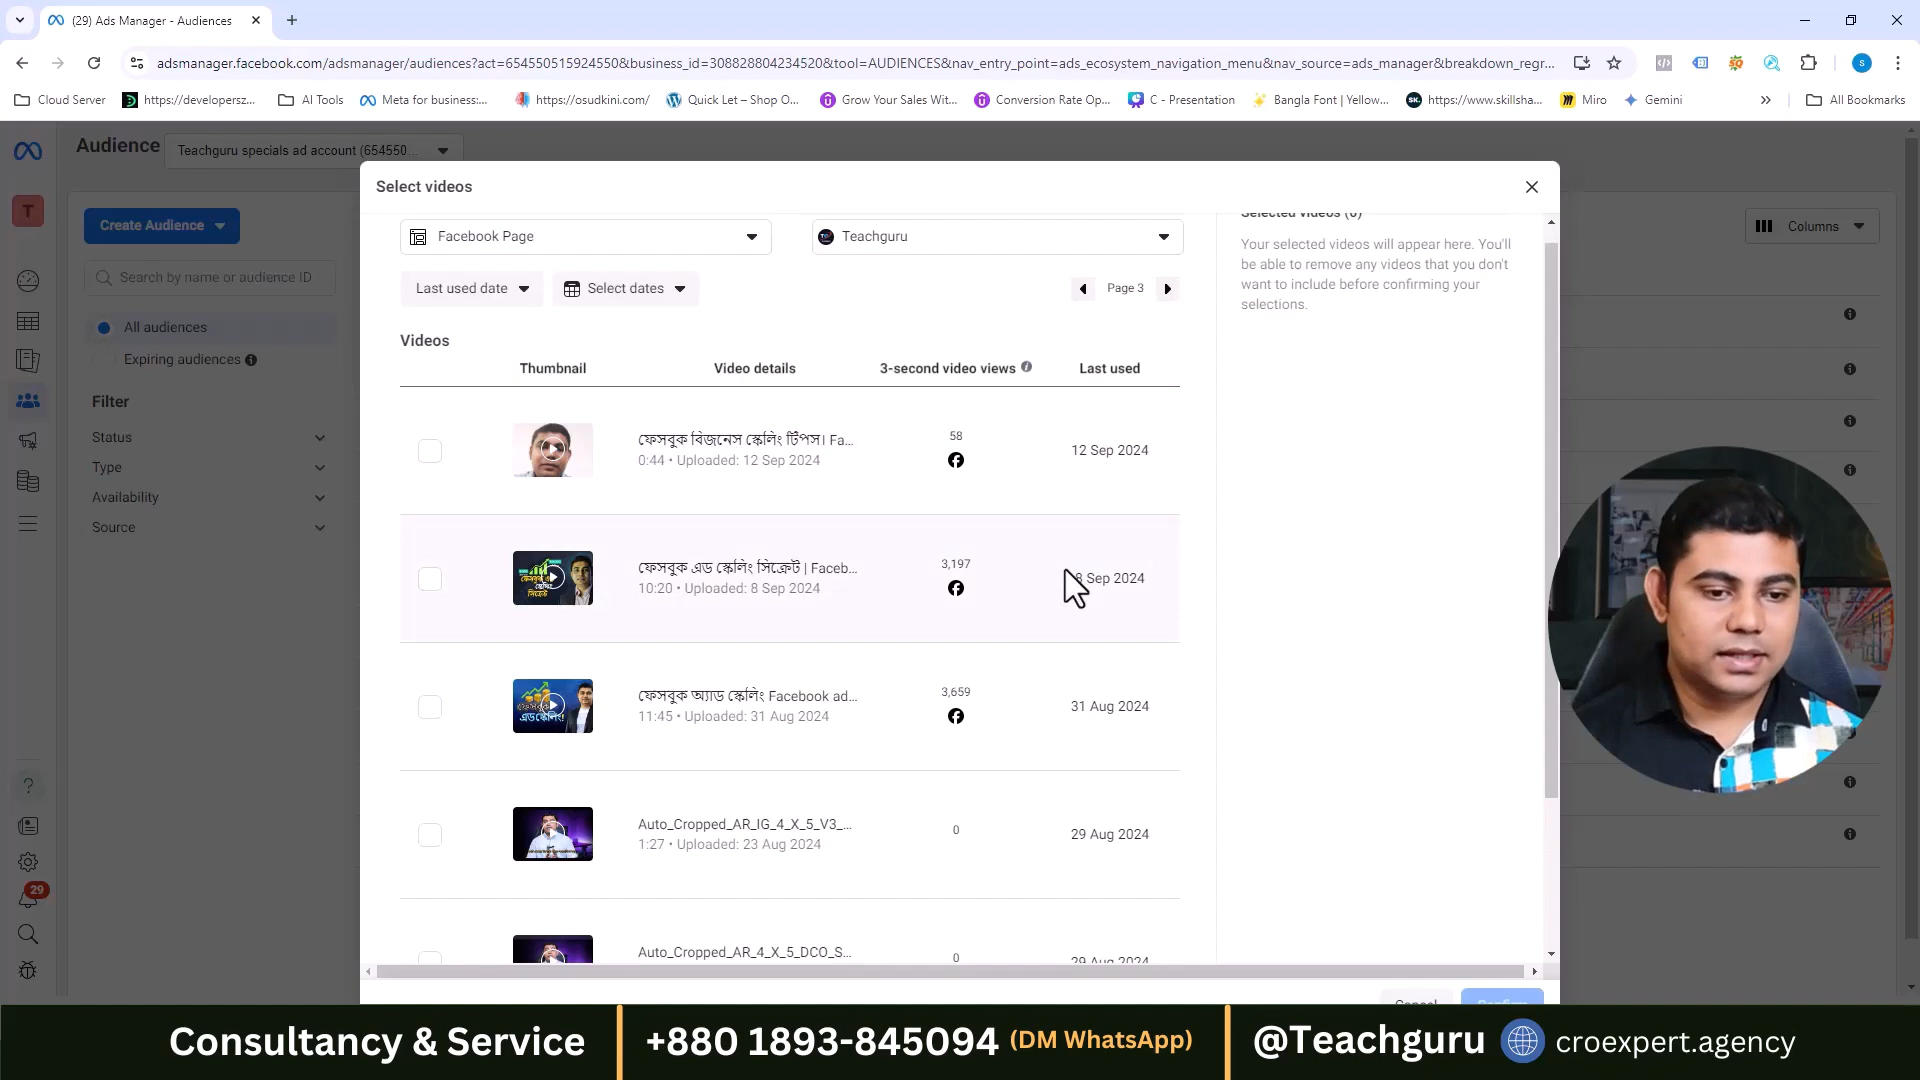 (29) Ads Manager - Audiences
adsmanager.facebook.com/adsmanager/audiences?act=654550515924550&business_id=308828804234520&tool=AUDIENCES&nav_entry_point=ads_ecosystem_navigation_menu&nav_source=ads_manager&breakdown_regr...
S
Cloud Server
https://developersz...
AI Tools
Meta for business:...
https://osudkini.com/
Quick Let – Shop O...
Grow Your Sales Wit...
Conversion Rate Op...
C - Presentation
Bangla Font | Yellow...
https://www.skillsha...
Miro
Gemini
All Bookmarks
Audience
Teachguru specials ad account (654550...
T
Create Audience
Search by name or audience ID
All audiences
Expiring audiences
Filter
Status
Type
Availability
Source
29
Columns
Select videos
Facebook Page
Teachguru
Last used date
Select dates
Page 3
Videos
Thumbnail
Video details
3-second video views
Last used
ফেসবুক বিজনেস স্কেলিং টিপস। Fa...
0:44 • Uploaded: 12 Sep 2024
58
12 Sep 2024
ফেসবুক এড স্কেলিং সিক্রেট | Faceb...
10:20 • Uploaded: 8 Sep 2024
3,197
8 Sep 2024
ফেসবুক অ্যাড স্কেলিং Facebook ad...
11:45 • Uploaded: 31 Aug 2024
3,659
31 Aug 2024
Auto_Cropped_AR_IG_4_X_5_V3_...
1:27 • Uploaded: 23 Aug 2024
0
29 Aug 2024
Auto_Cropped_AR_4_X_5_DCO_S...
0
29 Aug 2024
Selected videos (0)
Your selected videos will appear here. You'll
be able to remove any videos that you don't
want to include before confirming your
selections.
Cancel
Confirm
Consultancy & Service
+880 1893-845094 (DM WhatsApp)
@Teachguru
croexpert.agency